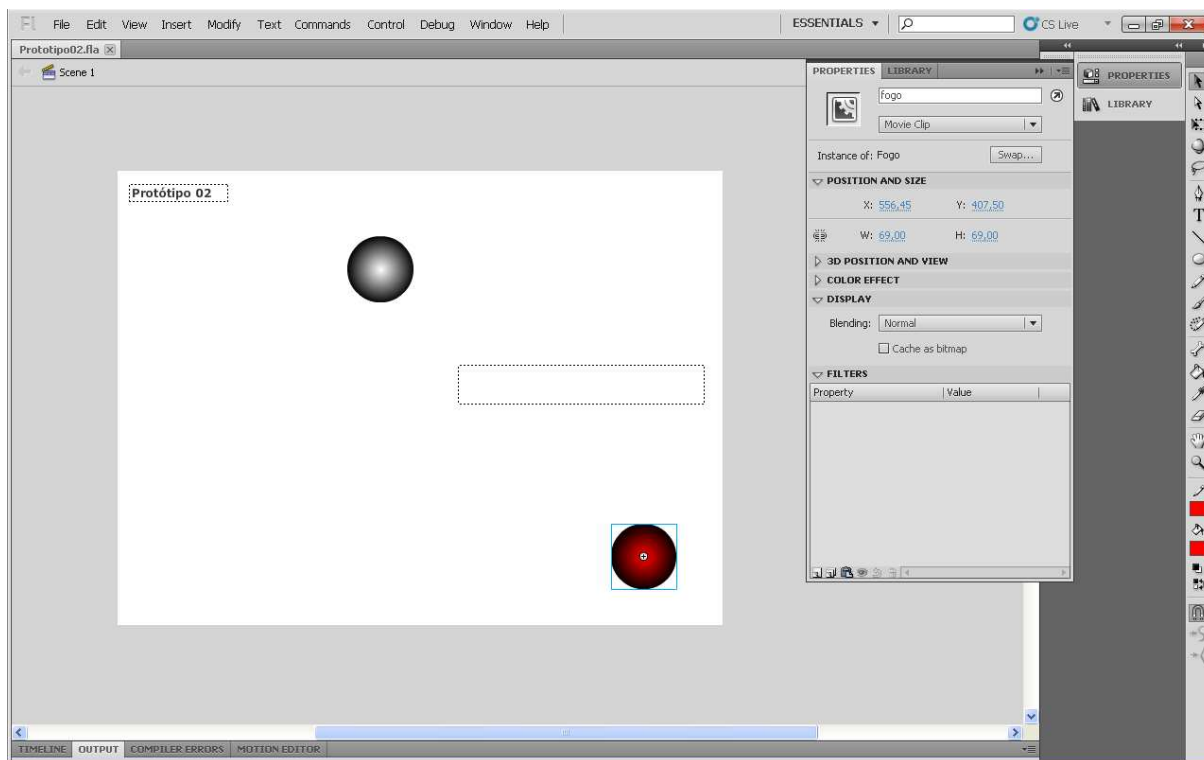 Fl File Edit View Insert Modify Text Commands Control Debug Window Help ESSENTIALS CS Live
Prototipo02.fla
Scene 1
PROPERTIES LIBRARY
PROPERTIES
LIBRARY
fogo
Movie Clip
Instance of: Fogo Swap...
POSITION AND SIZE
X: 556,45 Y: 407,50
W: 69,00 H: 69,00
3D POSITION AND VIEW
COLOR EFFECT
DISPLAY
Blending: Normal
Cache as bitmap
FILTERS
Property Value
Protótipo 02
T
TIMELINE OUTPUT COMPILER ERRORS MOTION EDITOR